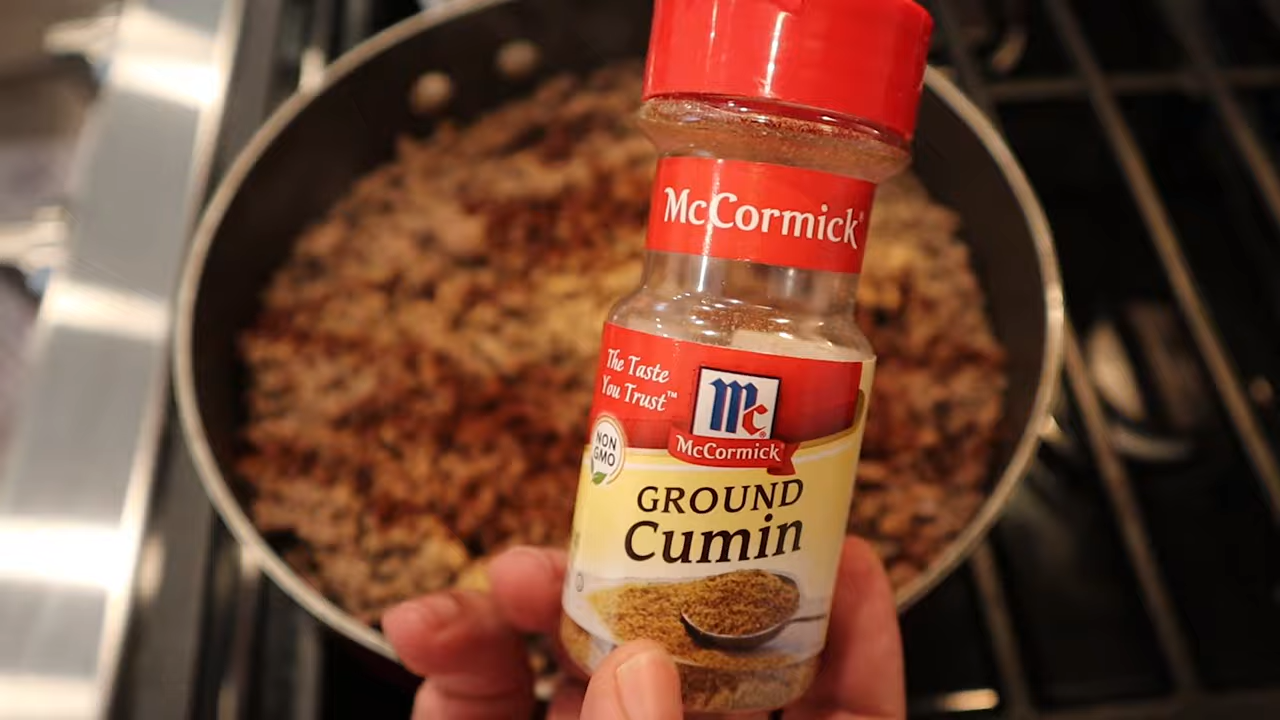 McCormick®
The Taste
You Trust™
Mc®
McCormick®
NON
GMO
GROUND
Cumin